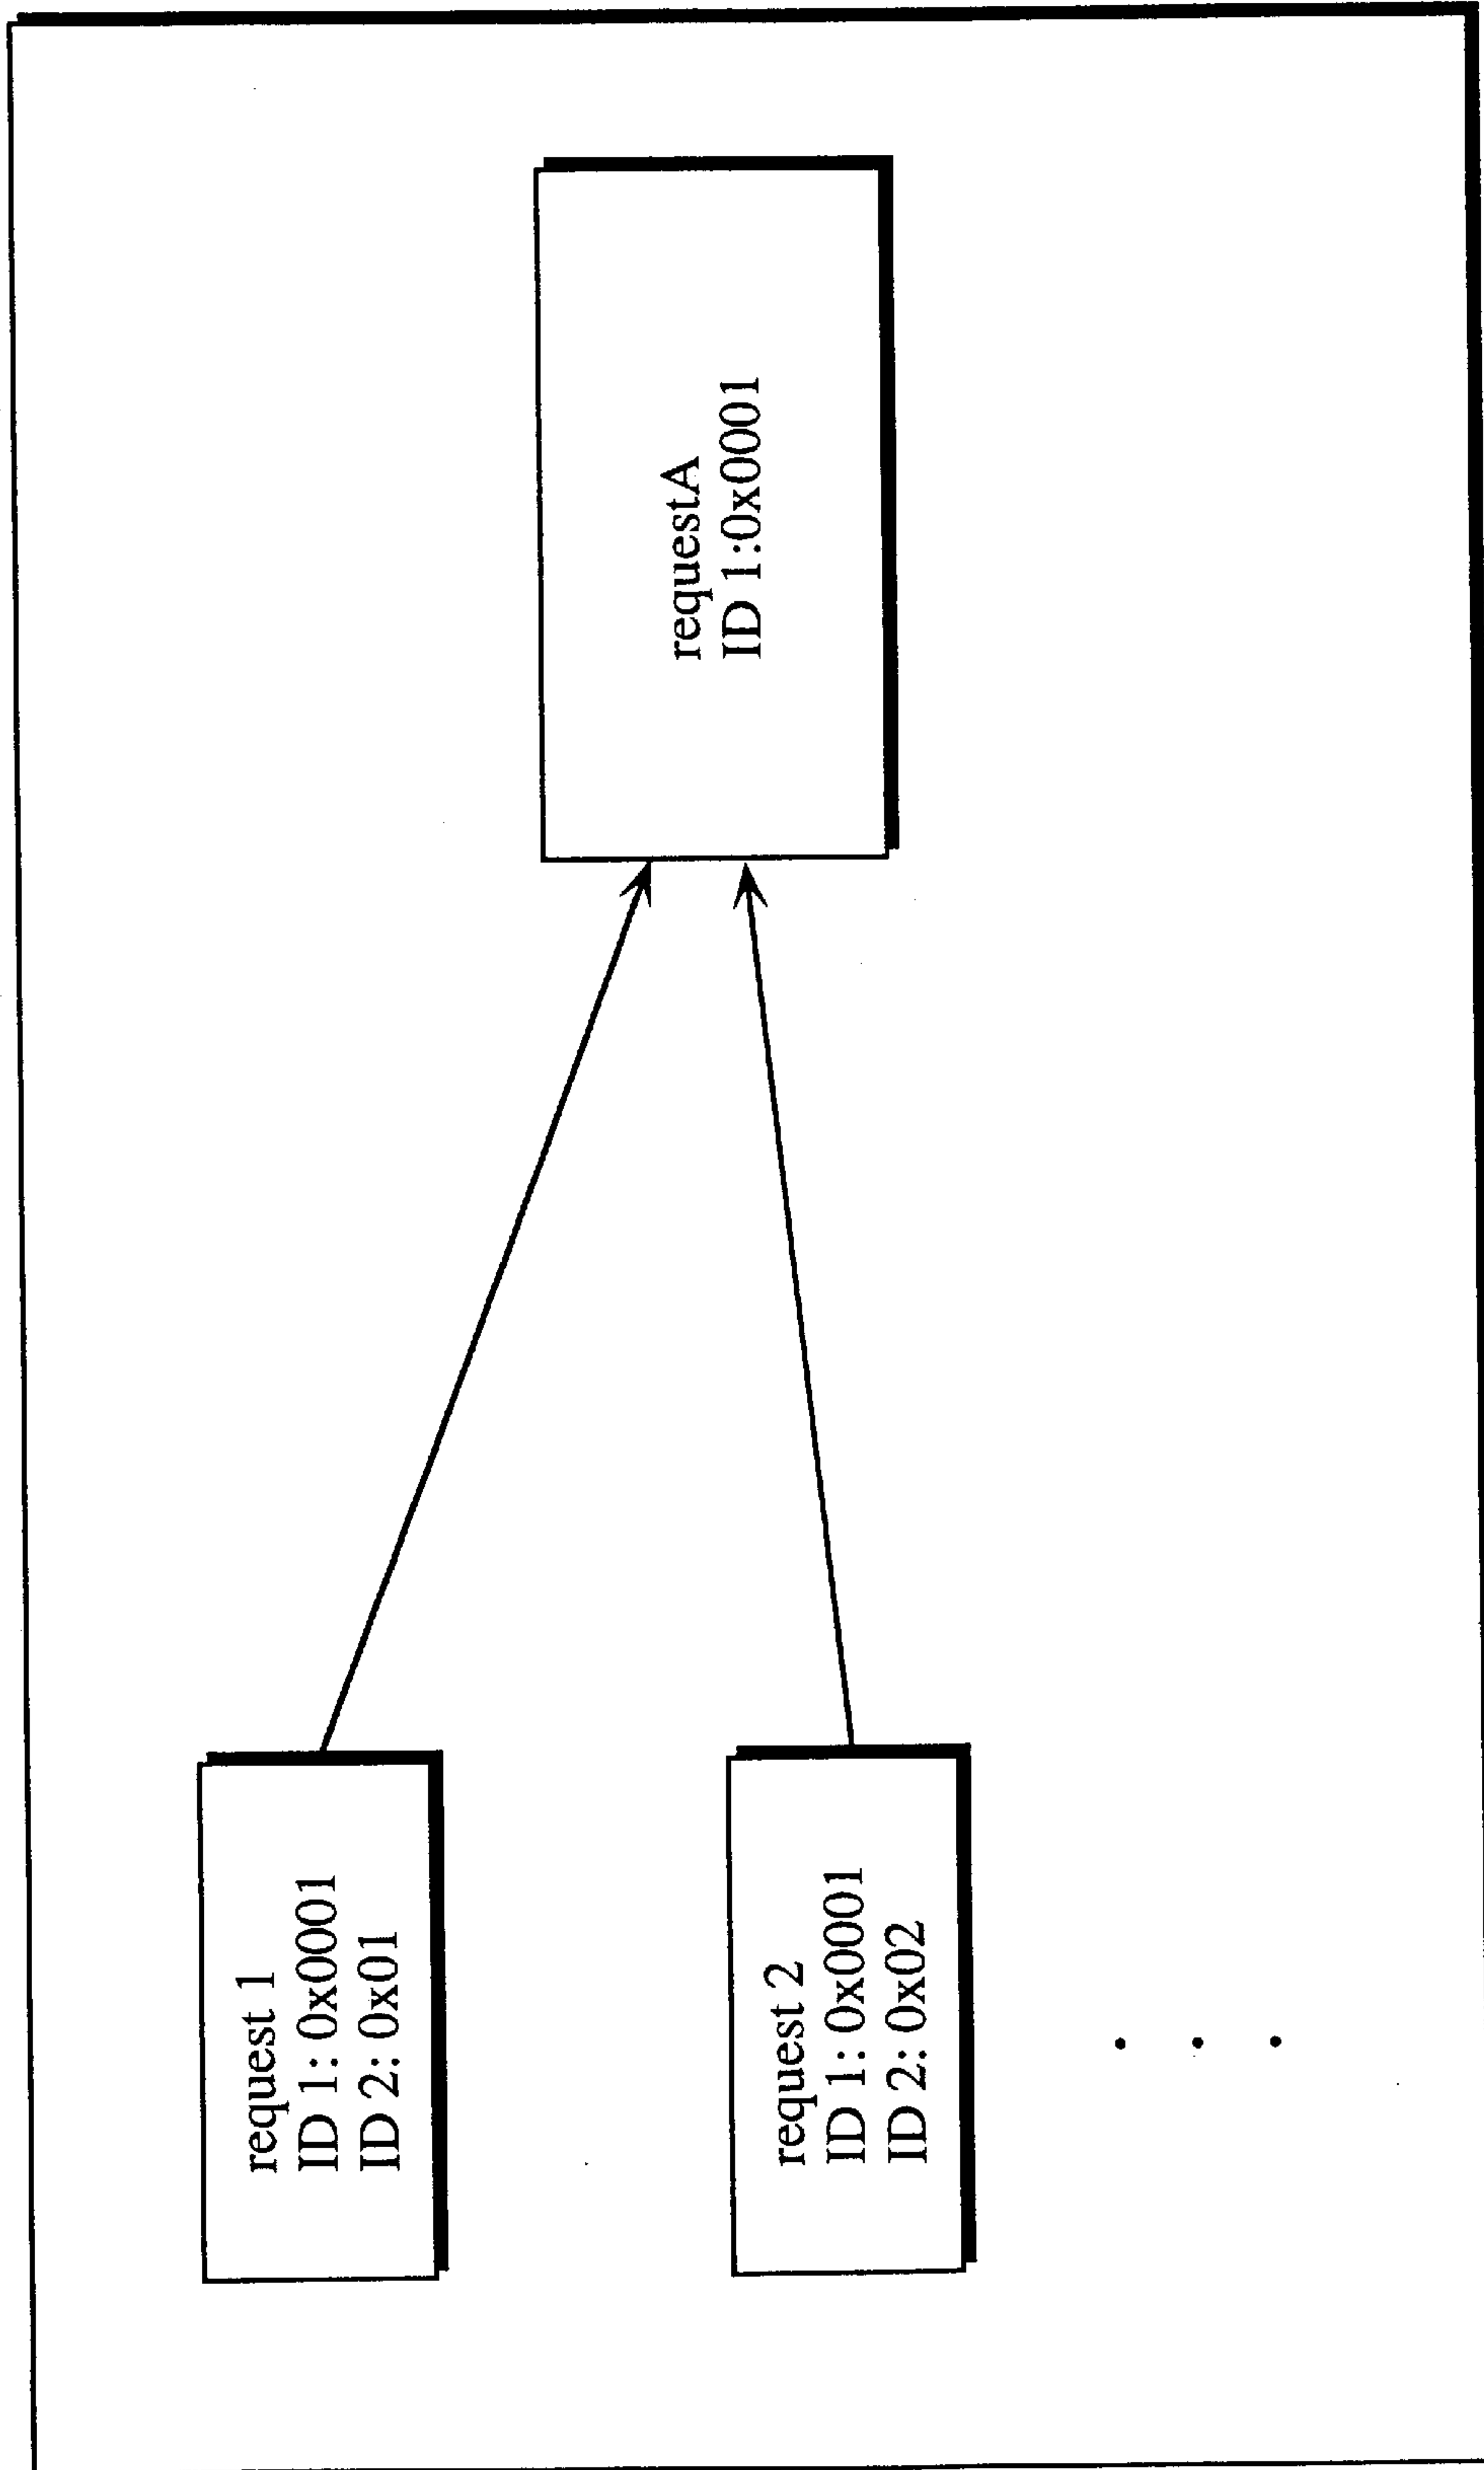 request 1
ID 1: 0x0001
ID 2: 0x01
request 2
ID 1: 0x0001
ID 2: 0x02
requestA
ID 1:0x0001